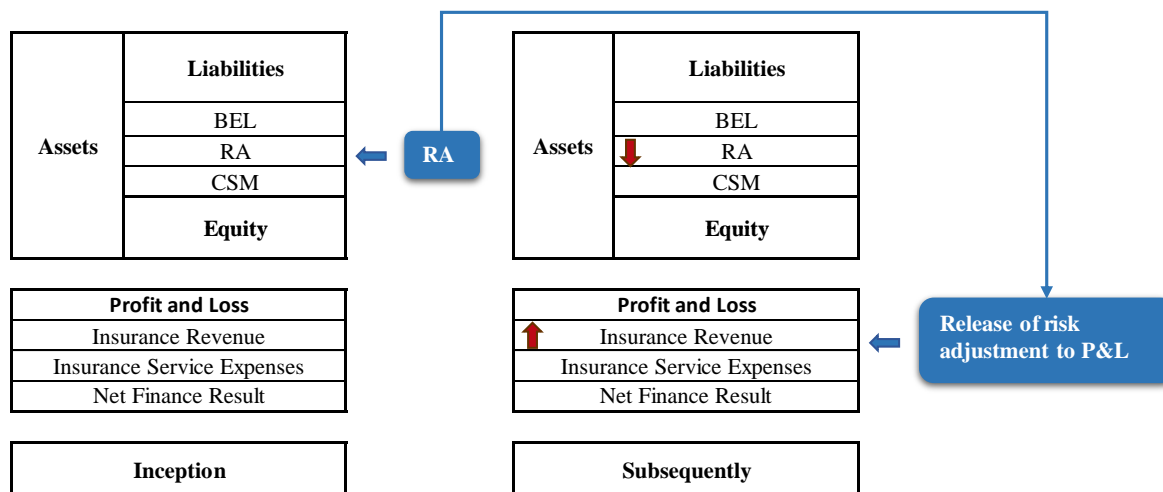 Assets
Liabilities
BEL
RA
CSM
Equity
RA
Assets
Liabilities
BEL
RA
CSM
Equity
Profit and Loss
Insurance Revenue
Insurance Service Expenses
Net Finance Result
Profit and Loss
Insurance Revenue
Insurance Service Expenses
Net Finance Result
Release of risk
adjustment to P&L
Inception
Subsequently